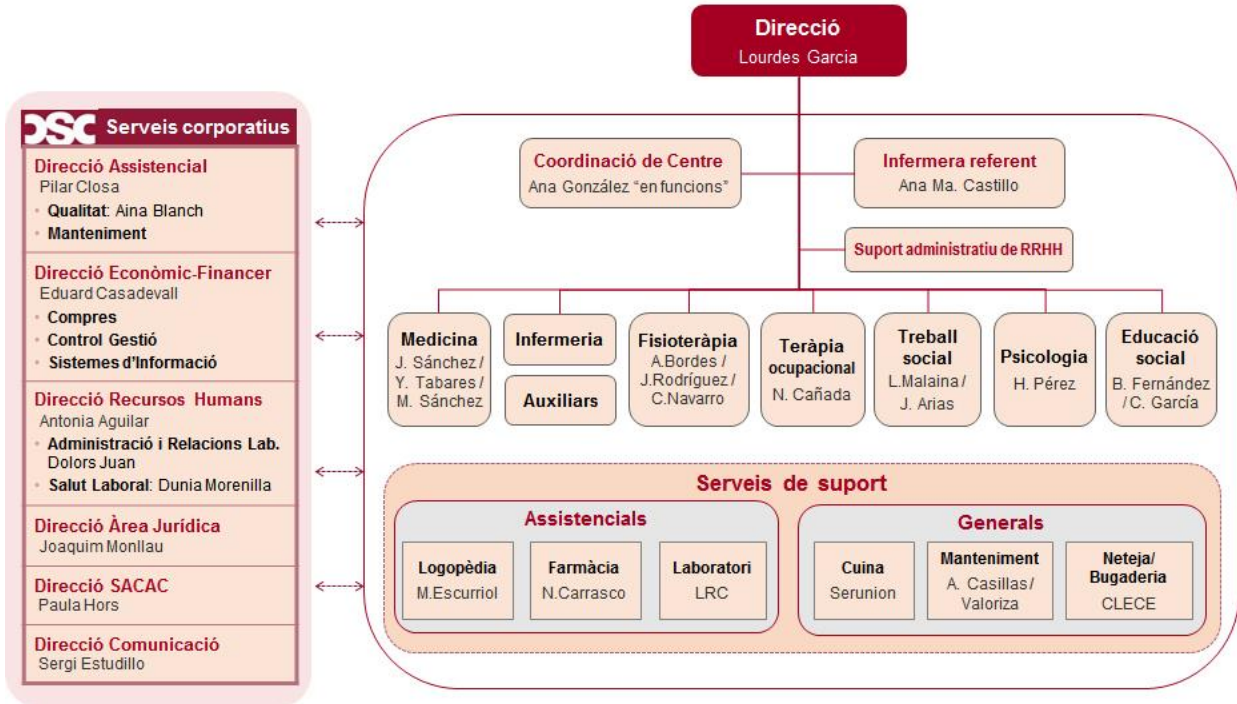 Direcció
Lourdes Garcia
CSC Serveis corporatius
Direcció Assistencial
Pilar Closa
• Qualitat: Aina Blanch
• Manteniment
Direcció Econòmic-Financer
Eduard Casadevall
• Compres
• Control Gestió
• Sistemes d'Informació
Direcció Recursos Humans
Antonia Aguilar
• Administració i Relacions Lab.
Dolors Juan
• Salut Laboral: Dunia Morenilla
Direcció Àrea Jurídica
Joaquim Monllau
Direcció SACAC
Paula Hors
Direcció Comunicació
Sergi Estudillo
Coordinació de Centre
Ana González "en funcions"
Infermera referent
Ana Ma. Castillo
Suport administratiu de RRHH
Medicina
J. Sánchez /
Y. Tabares /
M. Sánchez
Infermeria
Auxiliars
Fisioteràpia
A.Bordes /
J.Rodríguez /
C.Navarro
Teràpia
ocupacional
N. Cañada
Treball
social
L.Malaina /
J. Arias
Psicologia
H. Pérez
Educació
social
B. Fernández
/ C. García
Serveis de suport
Assistencials
Logopèdia
M.Escurriol
Farmàcia
N.Carrasco
Laboratori
LRC
Generals
Cuina
Serunion
Manteniment
A. Casillas/
Valoriza
Neteja/
Bugaderia
CLECE